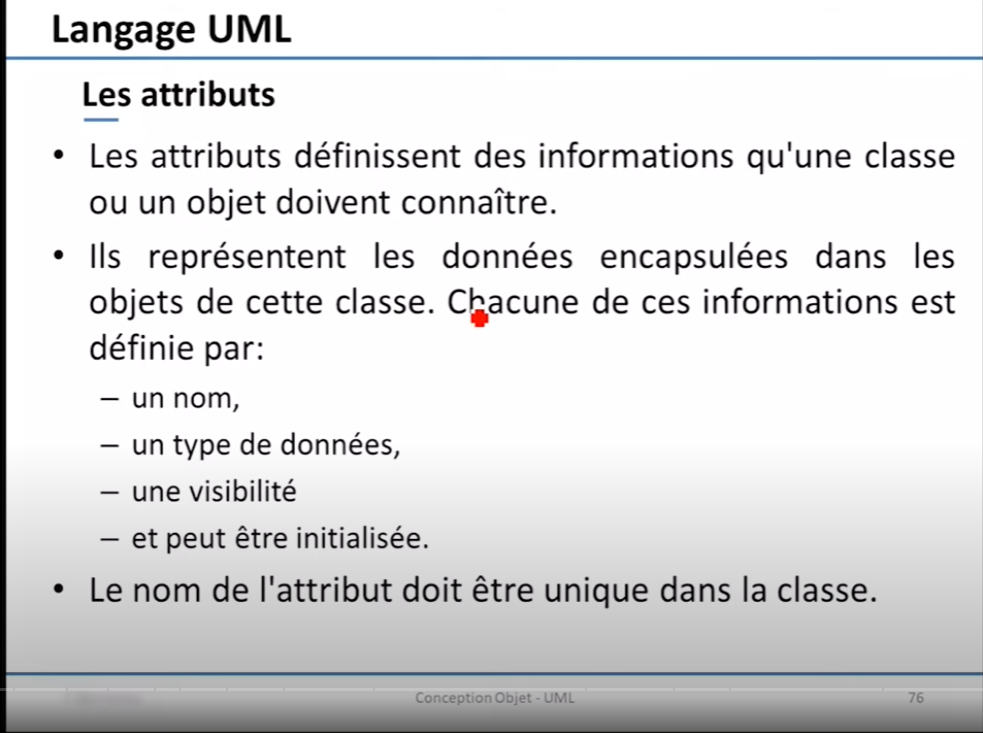 Langage UML
Les attributs
• Les attributs définissent des informations qu'une classe
ou un objet doivent connaître.
• Ils représentent les données encapsulées dans les
objets de cette classe. Chacune de ces informations est
définie par:
– un nom,
– un type de données,
– une visibilité
– et peut être initialisée.
• Le nom de l'attribut doit être unique dans la classe.
Conception Objet - UML 76